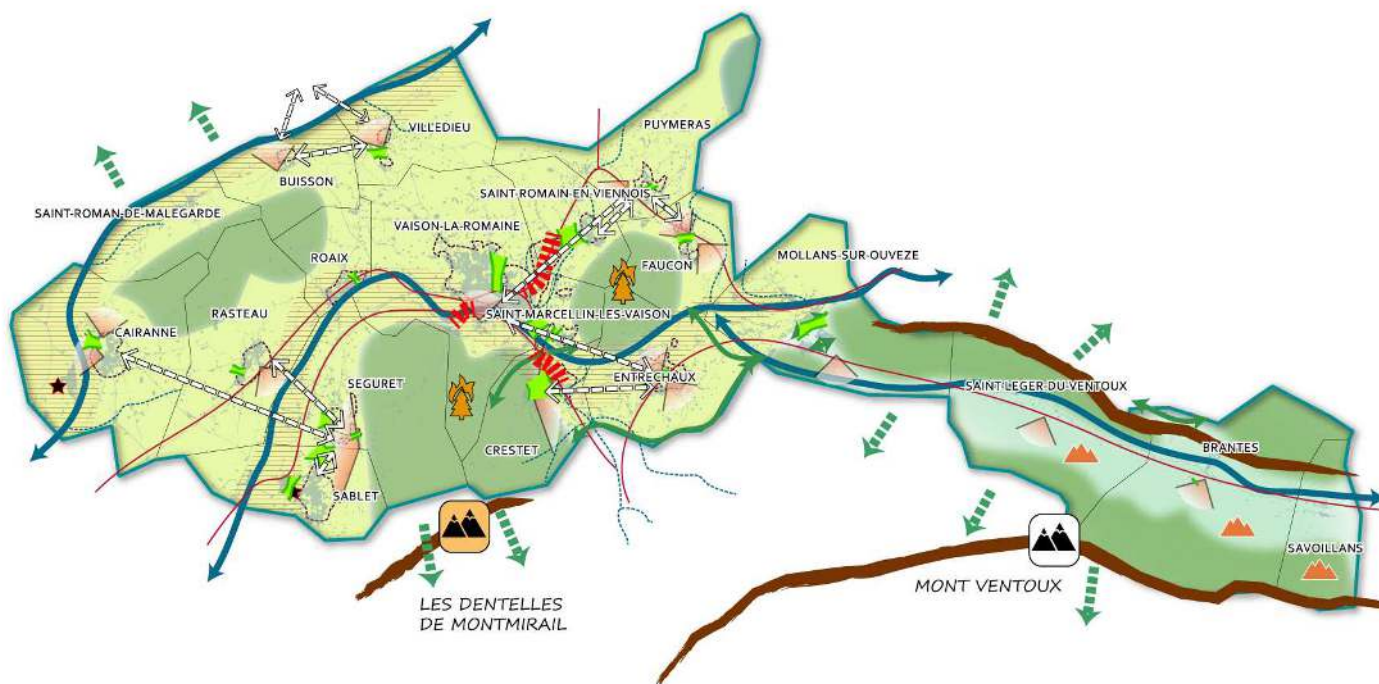 VILLEDIEU
PUYMERAS
BUISSON
SAINT-ROMAIN-EN-VIENNOIS
SAINT-ROMAN-DE-MALEGARDE
VAISON-LA-ROMAINE
MOLLANS-SUR-OUVEZE
ROAIX
FAUCON
RASTEAU
SAINT-MARCELLIN-LES-VAISON
CAIRANNE
SEGURET
ENTRECHAUX
SAINT-LEGER-DU-VENTOUX
CRESTET
BRANTES
SABLET
SAVOILLANS
MONT VENTOUX
LES DENTELLES
DE MONTMIRAIL